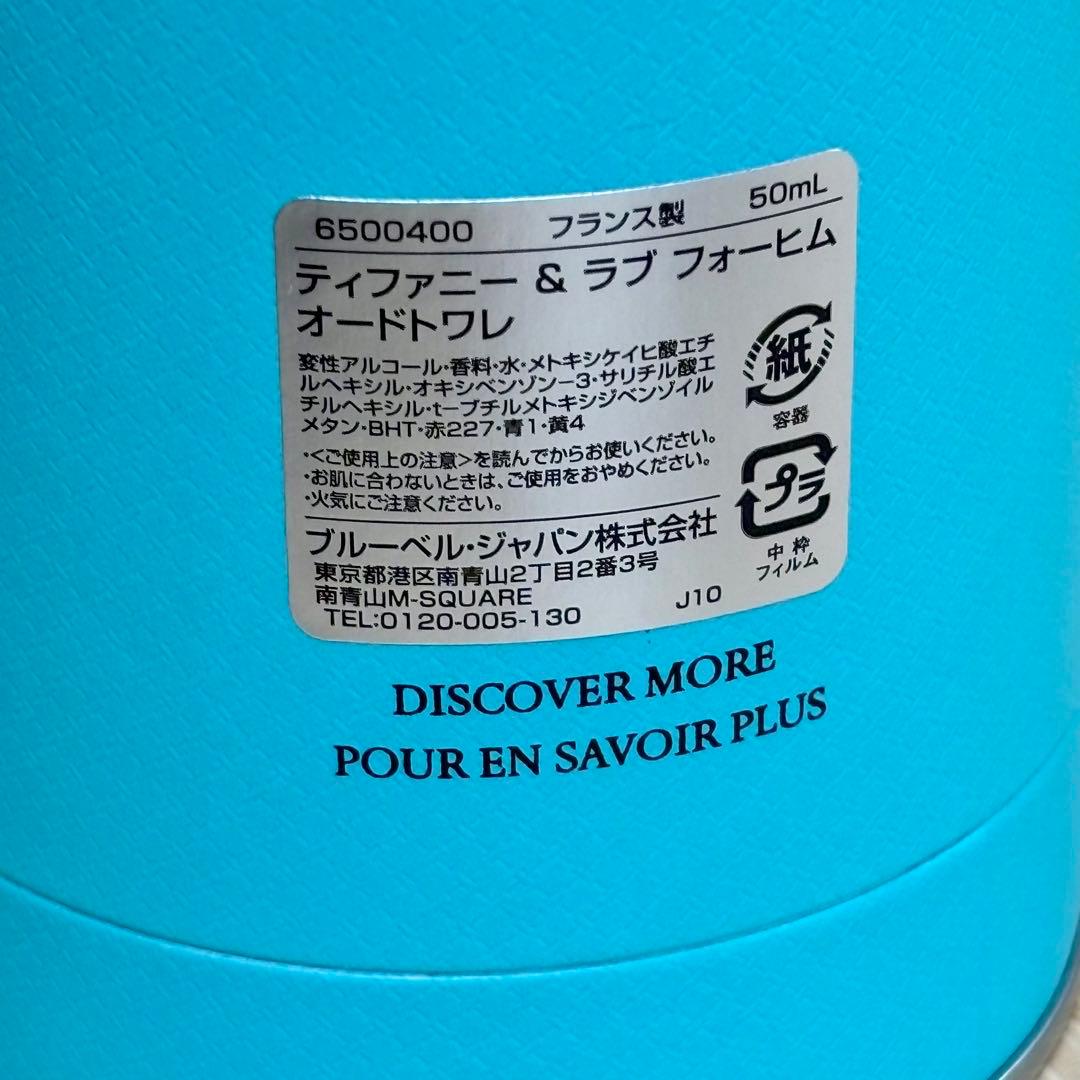 6500400 フランス製 50mL
ティファニー & ラブ フォーヒム
オードトワレ
変性アルコール・香料・水・メトキシケイヒ酸エチ
ルヘキシル・オキシベンゾン-3・サリチル酸エ
チルヘキシル・t-ブチルメトキシジベンゾイル
メタン・BHT・赤227・青1・黄4
・<ご使用上の注意>を読んでからお使いください。
・お肌に合わないときは、ご使用をおやめください。
・火気にご注意ください。
紙
容器
プラ
中枠
フィルム
ブルーベル・ジャパン株式会社
東京都港区南青山2丁目2番3号
南青山M-SQUARE J10
TEL:0120-005-130
DISCOVER MORE
POUR EN SAVOIR PLUS